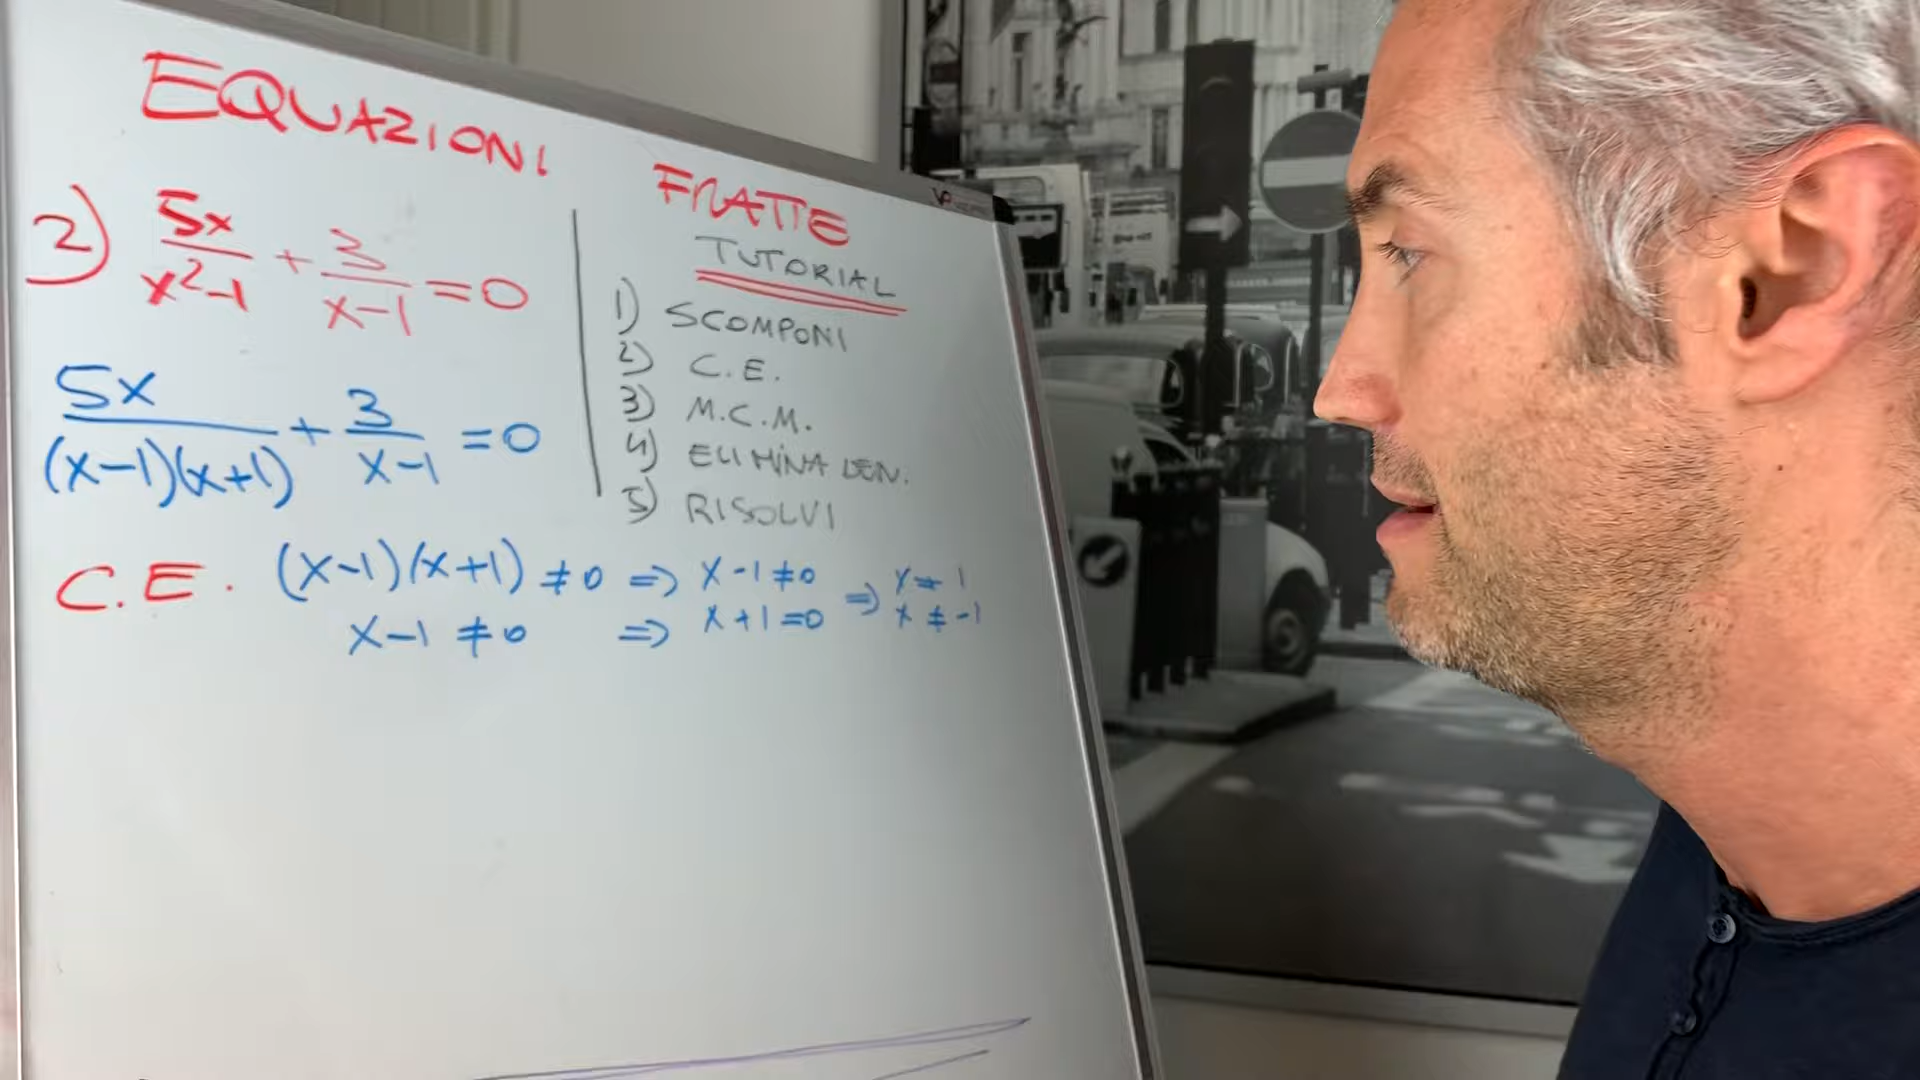 EQUAZIONI FRATTE
2) 5x/x²-1 + 3/x-1 = 0
5x/(x-1)(x+1) + 3/x-1 = 0
TUTORIAL
1) SCOMPONI
2) C.E.
3) M.C.M.
4) ELIMINA DEN.
5) RISOLVI
C.E. (x-1)(x+1) ≠ 0 => x-1 ≠ 0 => x ≠ 1
x-1 ≠ 0 => x+1 = 0 x ≠ -1